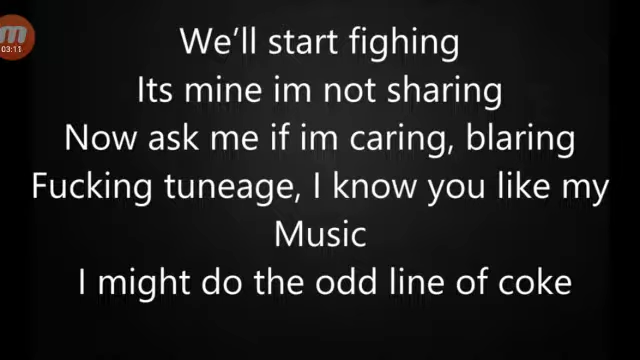 03:11
We'll start fighing
Its mine im not sharing
Now ask me if im caring, blaring
Fucking tuneage, I know you like my
Music
I might do the odd line of coke